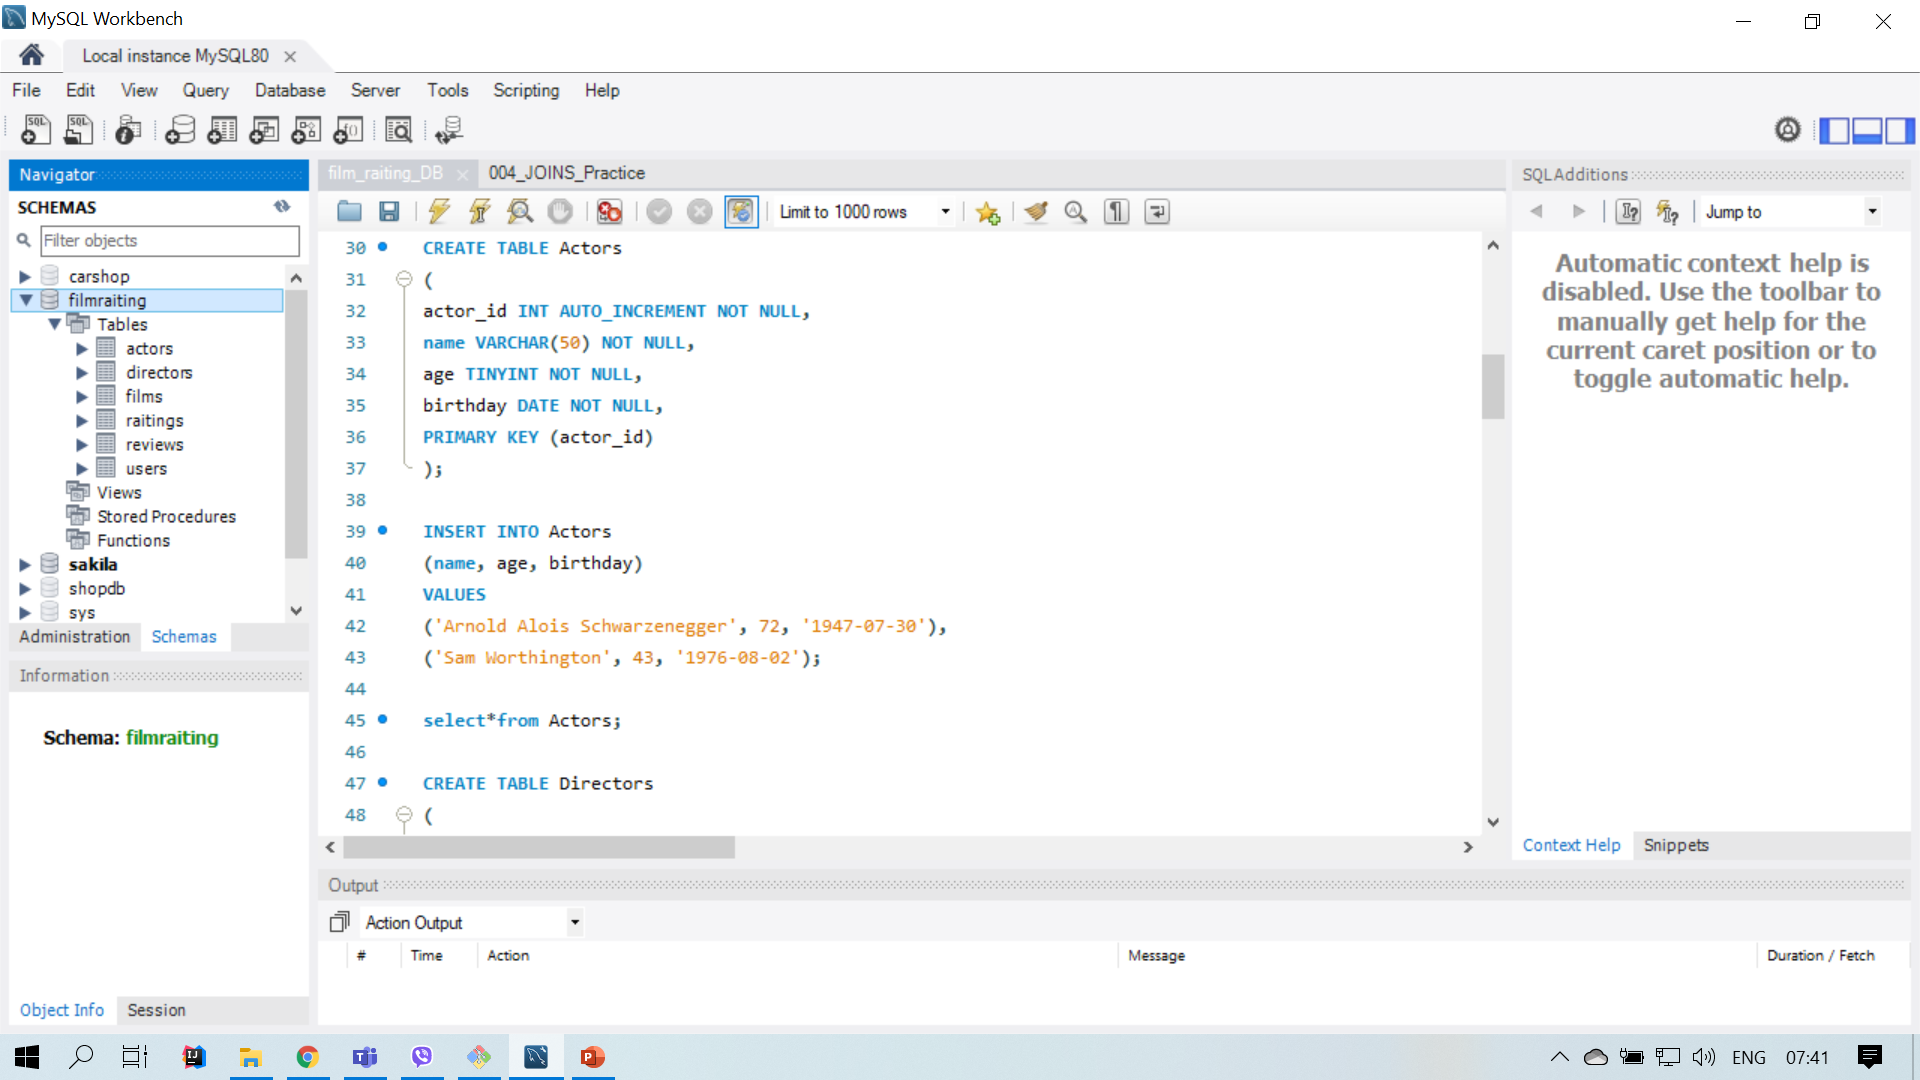 MySQL Workbench
Local instance MySQL80
File Edit View Query Database Server Tools Scripting Help
Navigator
SCHEMAS
Filter objects
carshop
filmraiting
Tables
actors
directors
films
raitings
reviews
users
Views
Stored Procedures
Functions
sakila
shopdb
sys
Administration Schemas
Information
Schema: filmraiting
Object Info Session
film_raiting_DB 004_JOINS_Practice
Limit to 1000 rows
30 CREATE TABLE Actors
31 (
32 actor_id INT AUTO_INCREMENT NOT NULL,
33 name VARCHAR(50) NOT NULL,
34 age TINYINT NOT NULL,
35 birthday DATE NOT NULL,
36 PRIMARY KEY (actor_id)
37 );
38
39 INSERT INTO Actors
40 (name, age, birthday)
41 VALUES
42 ('Arnold Alois Schwarzenegger', 72, '1947-07-30'),
43 ('Sam Worthington', 43, '1976-08-02');
44
45 select*from Actors;
46
47 CREATE TABLE Directors
48 (
SQLAdditions
Jump to
Automatic context help is
disabled. Use the toolbar to
manually get help for the
current caret position or to
toggle automatic help.
Context Help Snippets
Output
Action Output
# Time Action Message Duration / Fetch
ENG 07:41